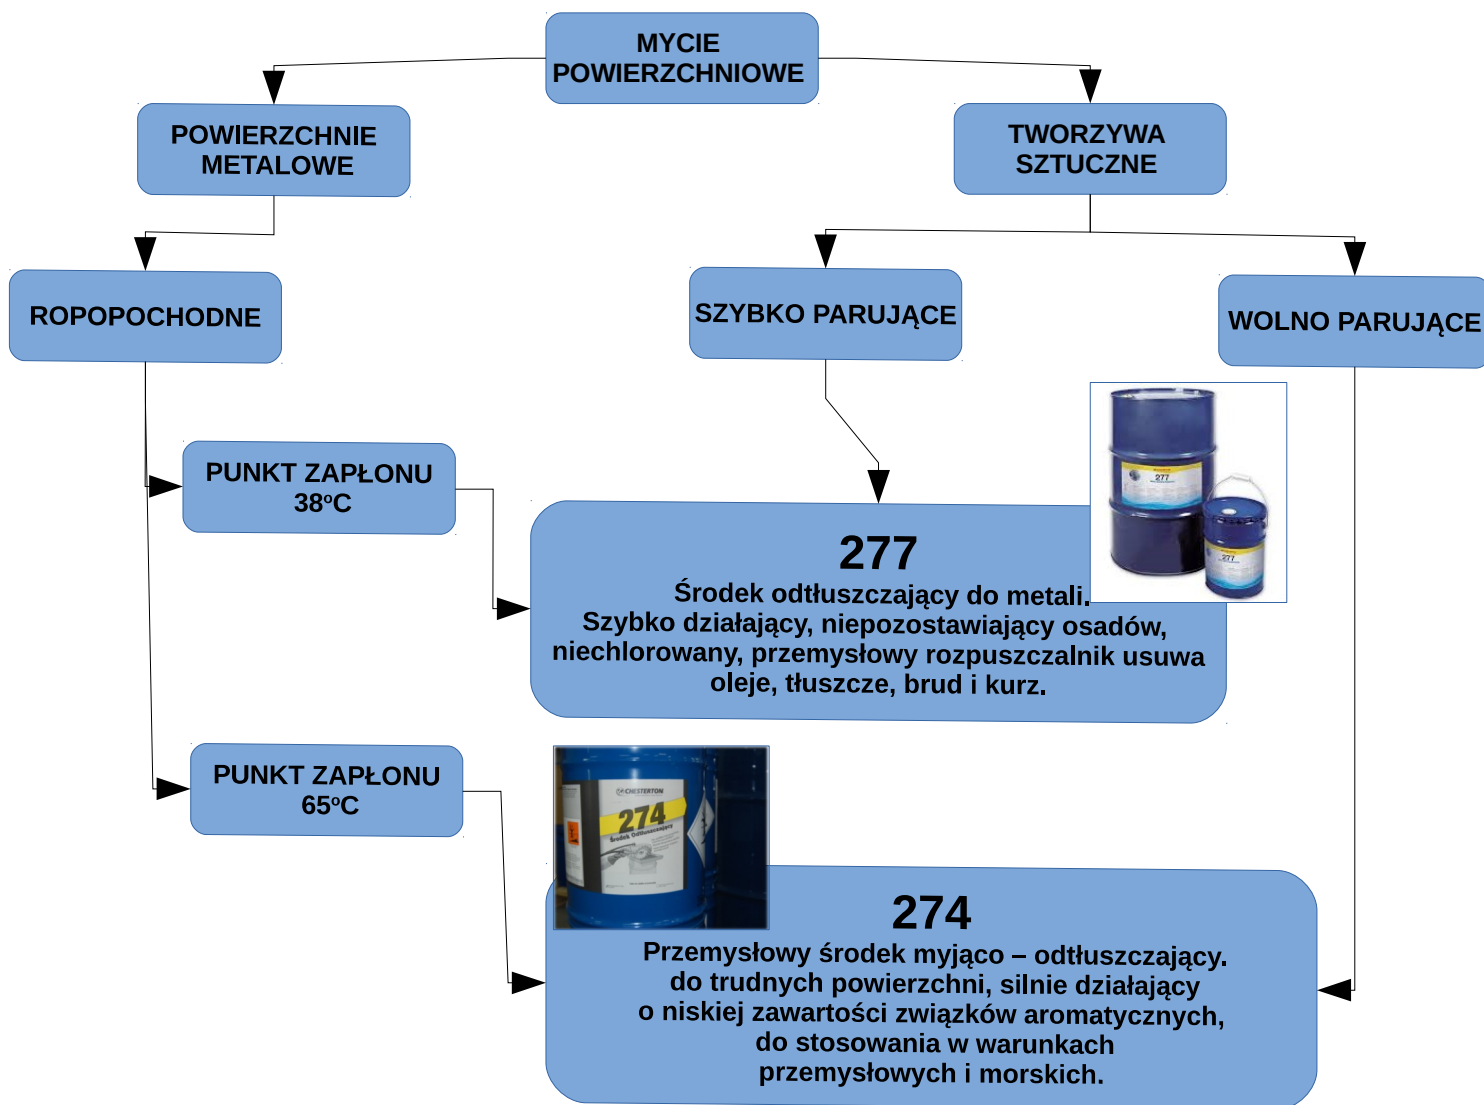 MYCIE
POWIERZCHNIOWE
POWIERZCHNIE
METALOWE
TWORZYWA
SZTUCZNE
ROPOPOCHODNE
SZYBKO PARUJĄCE
WOLNO PARUJĄCE
PUNKT ZAPŁONU
38ºC
277
277
277
Środek odtłuszczający do metali.
Szybko działający, niepozostawiający osadów,
niechlorowany, przemysłowy rozpuszczalnik usuwa
oleje, tłuszcze, brud i kurz.
PUNKT ZAPŁONU
65ºC
CHESTERTON
274
Środek Odtłuszczający
274
Przemysłowy środek myjąco – odtłuszczający.
do trudnych powierzchni, silnie działający
o niskiej zawartości związków aromatycznych,
do stosowania w warunkach
przemysłowych i morskich.